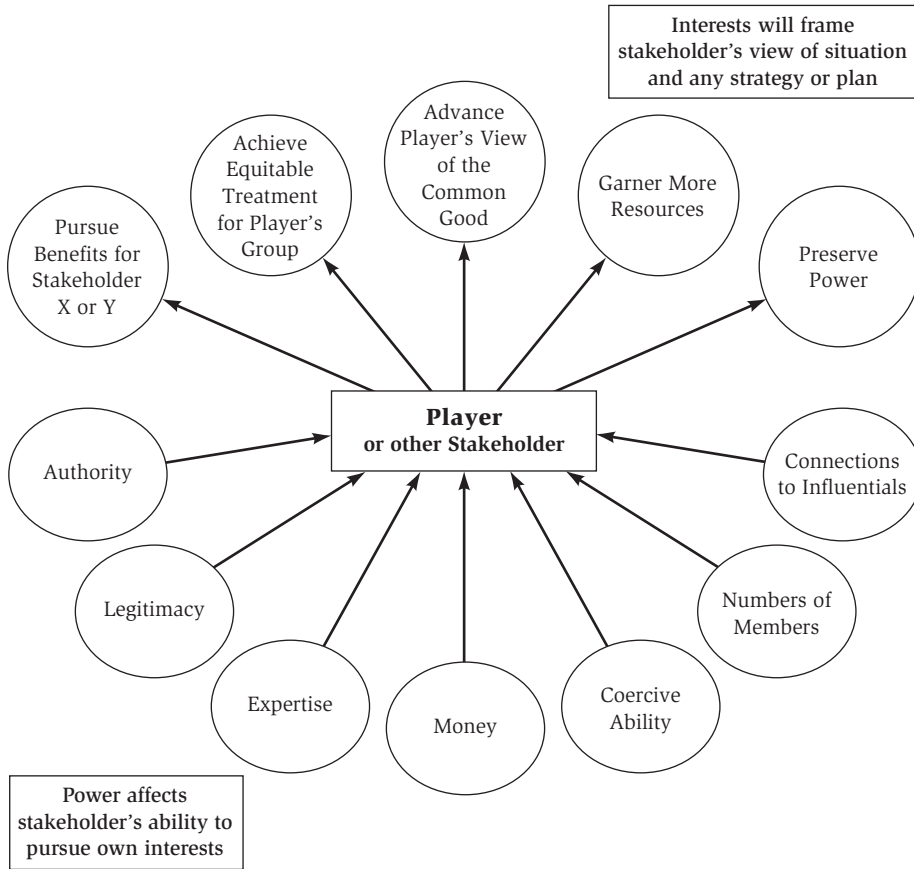 Interests will frame
stakeholder's view of situation
and any strategy or plan
Advance
Player's View
of the
Common
Good
Achieve
Equitable
Treatment
for Player's
Group
Garner More
Resources
Pursue
Benefits for
Stakeholder
X or Y
Preserve
Power
Player
or other Stakeholder
Authority
Connections
to Influentials
Legitimacy
Numbers of
Members
Expertise
Money
Coercive
Ability
Power affects
stakeholder's ability to
pursue own interests